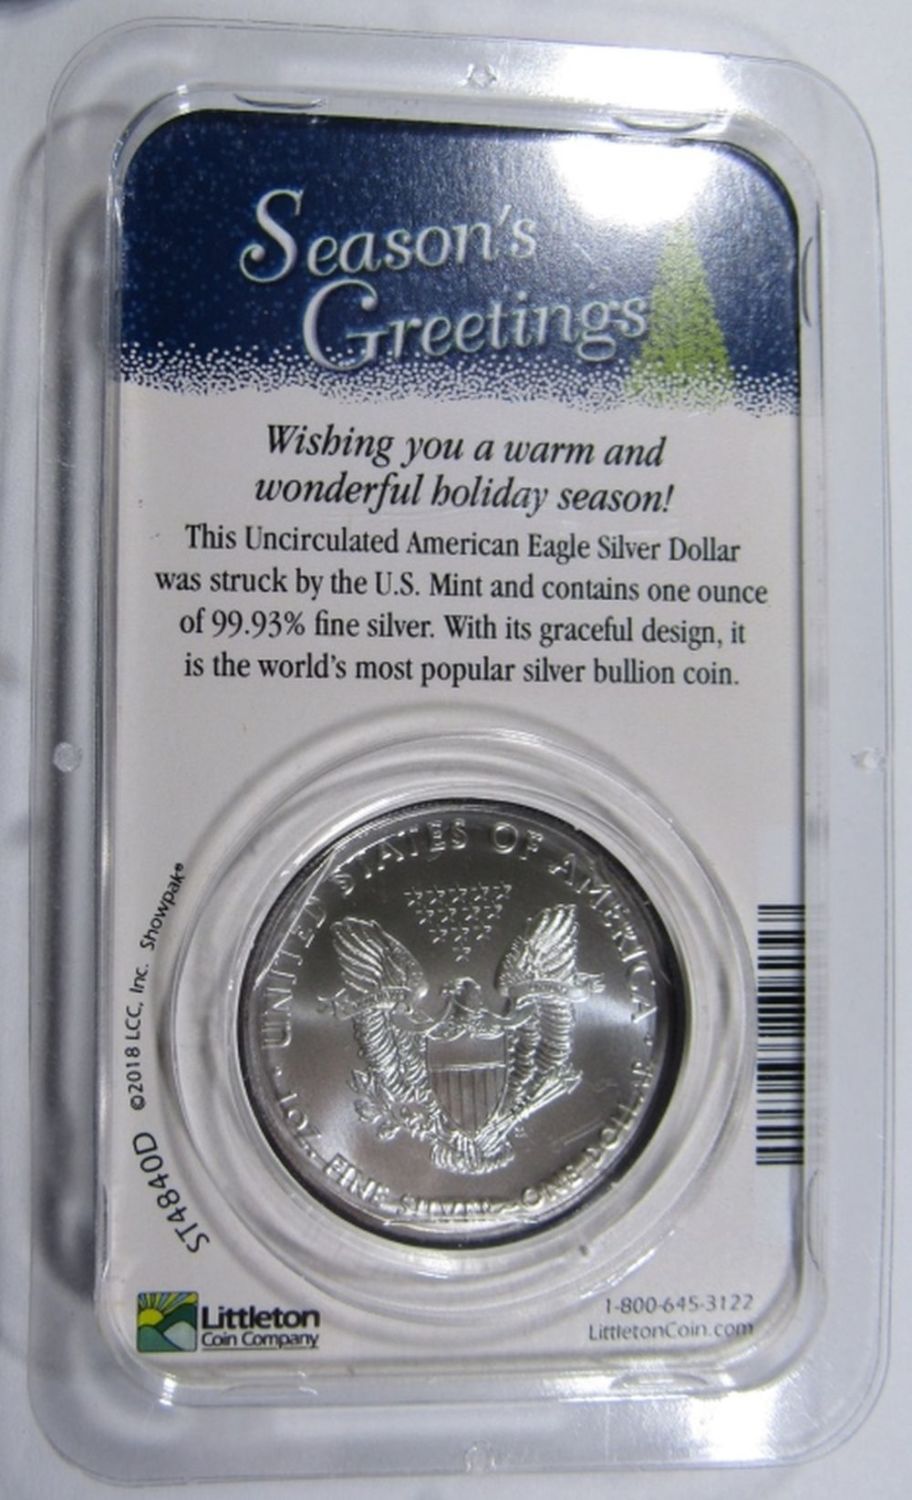 Season's
Greetings
Wishing you a warm and
wonderful holiday season!
This Uncirculated American Eagle Silver Dollar
was struck by the U.S. Mint and contains one ounce
of 99.93% fine silver. With its graceful design, it
is the world's most popular silver bullion coin.
UNITED STATES OF AMERICA
1 OZ. FINE SILVER~ONE DOLLAR
ST4840D ©2018 LCC, Inc. Showpak®
Littleton
Coin Company
1-800-645-3122
LittletonCoin.com